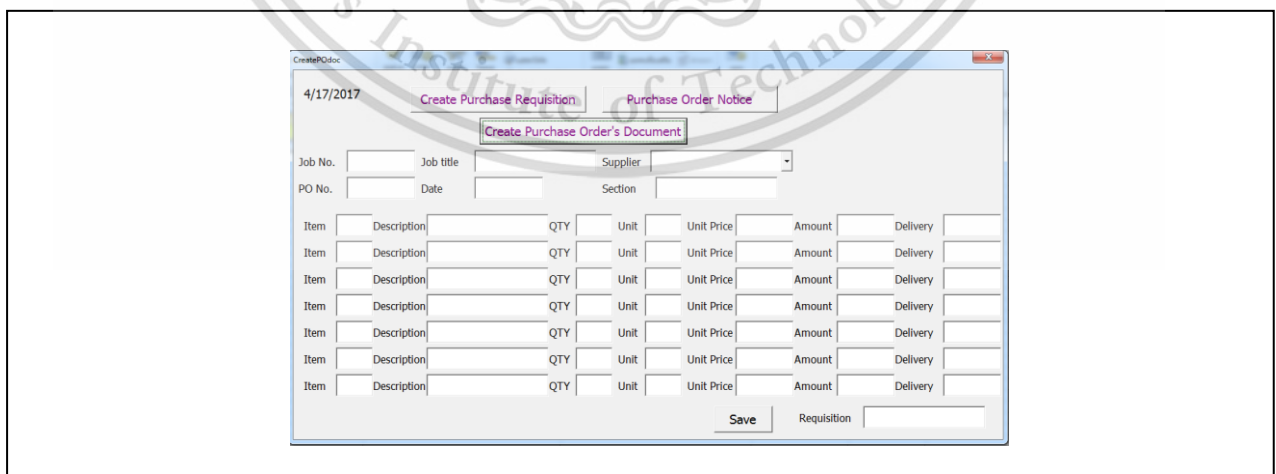 s Institute of Technolo
CreatePOdoc
4/17/2017 Create Purchase Requisition Purchase Order Notice
Create Purchase Order's Document
Job No. Job title Supplier
PO No. Date Section
Item Description QTY Unit Unit Price Amount Delivery
Item Description QTY Unit Unit Price Amount Delivery
Item Description QTY Unit Unit Price Amount Delivery
Item Description QTY Unit Unit Price Amount Delivery
Item Description QTY Unit Unit Price Amount Delivery
Item Description QTY Unit Unit Price Amount Delivery
Item Description QTY Unit Unit Price Amount Delivery
Save Requisition